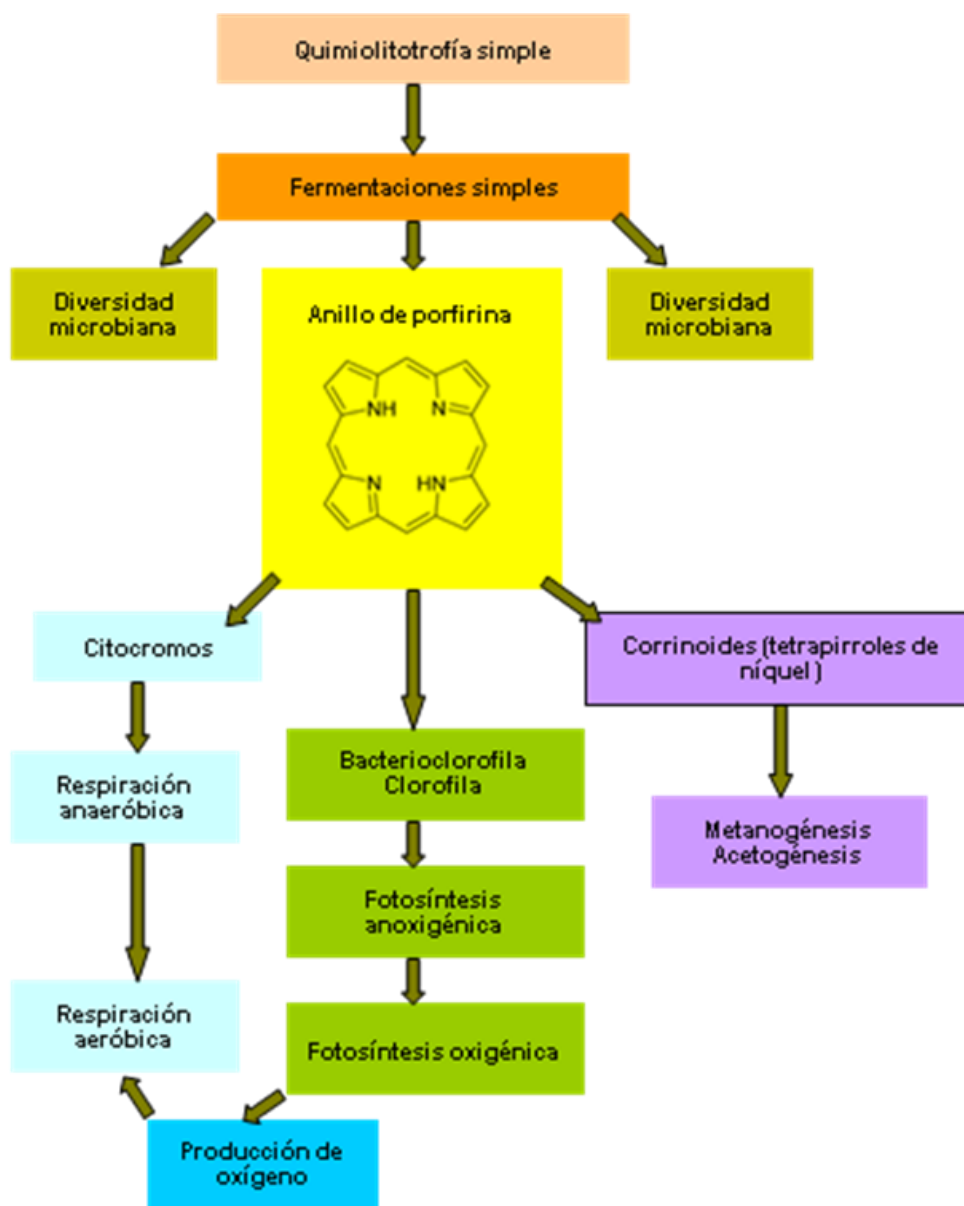 Quimiolitotrofía simple
Fermentaciones simples
Diversidad
microbiana
Anillo de porfirina
Diversidad
microbiana
NH
N
N
HN
Citocromos
Corrinoides (tetrapirroles de
níquel )
Bacterioclorofila
Clorofila
Respiración
anaeróbica
Metanogénesis
Acetogénesis
Fotosíntesis
anoxigénica
Respiración
aeróbica
Fotosíntesis oxigénica
Producción de
oxígeno